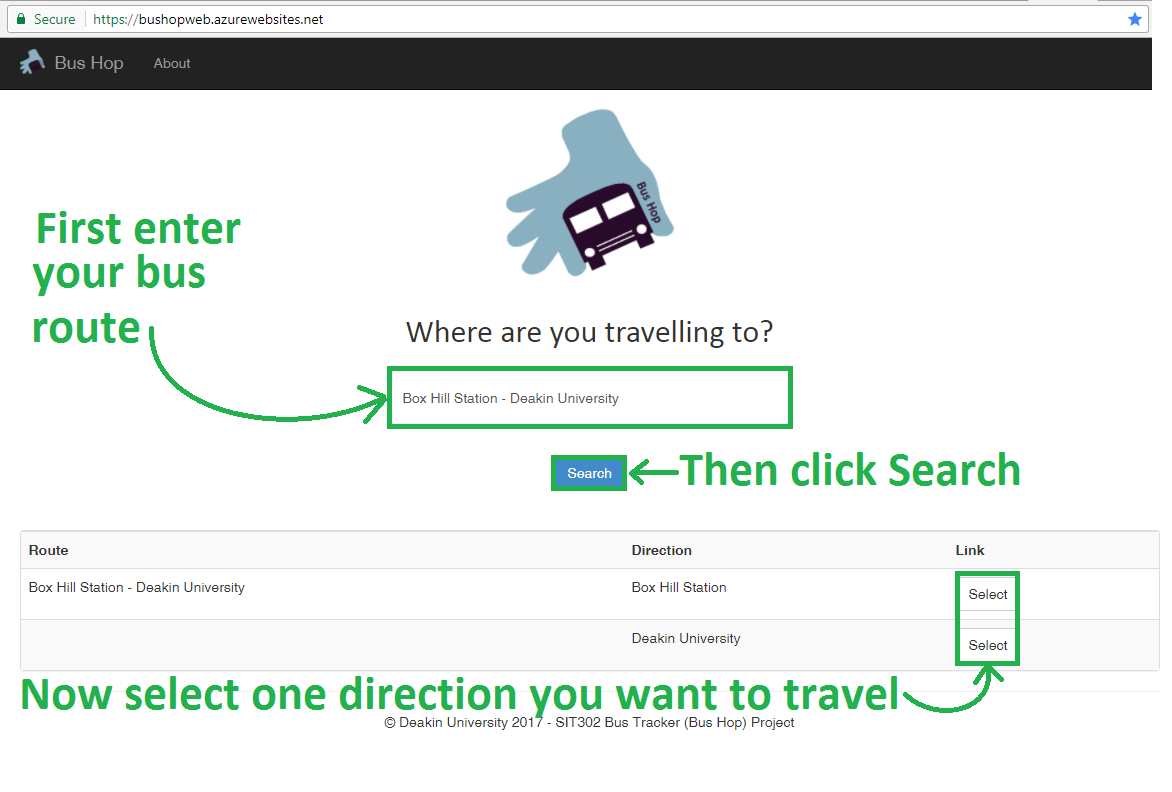 Secure https://bushopweb.azurewebsites.net
Bus Hop About
Bus Hop
First enter
your bus
route
Where are you travelling to?
Box Hill Station - Deakin University
Search
Then click Search
Route Direction Link
Box Hill Station - Deakin University Box Hill Station Select
Deakin University Select
Now select one direction you want to travel
© Deakin University 2017 - SIT302 Bus Tracker (Bus Hop) Project